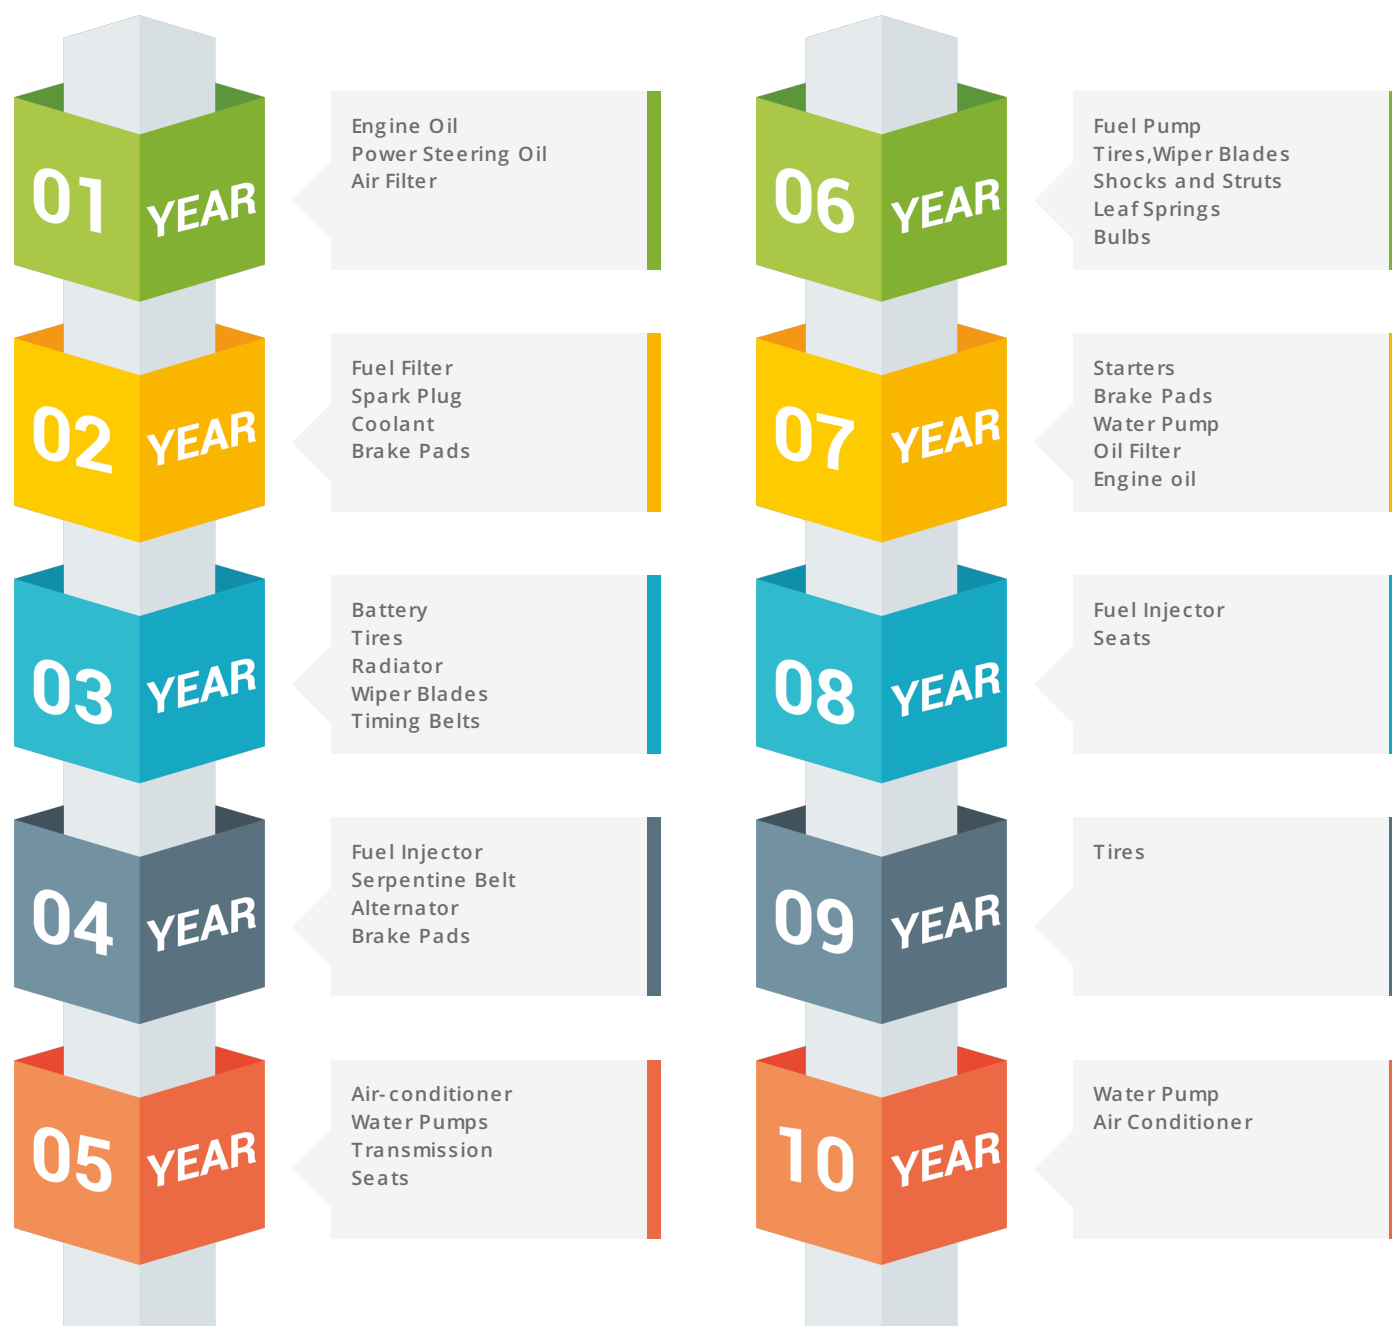 01 YEAR
Engine Oil
Power Steering Oil
Air Filter
02 YEAR
Fuel Filter
Spark Plug
Coolant
Brake Pads
03 YEAR
Battery
Tires
Radiator
Wiper Blades
Timing Belts
04 YEAR
Fuel Injector
Serpentine Belt
Alternator
Brake Pads
05 YEAR
Air-conditioner
Water Pumps
Transmission
Seats
06 YEAR
Fuel Pump
Tires,Wiper Blades
Shocks and Struts
Leaf Springs
Bulbs
07 YEAR
Starters
Brake Pads
Water Pump
Oil Filter
Engine oil
08 YEAR
Fuel Injector
Seats
09 YEAR
Tires
10 YEAR
Water Pump
Air Conditioner